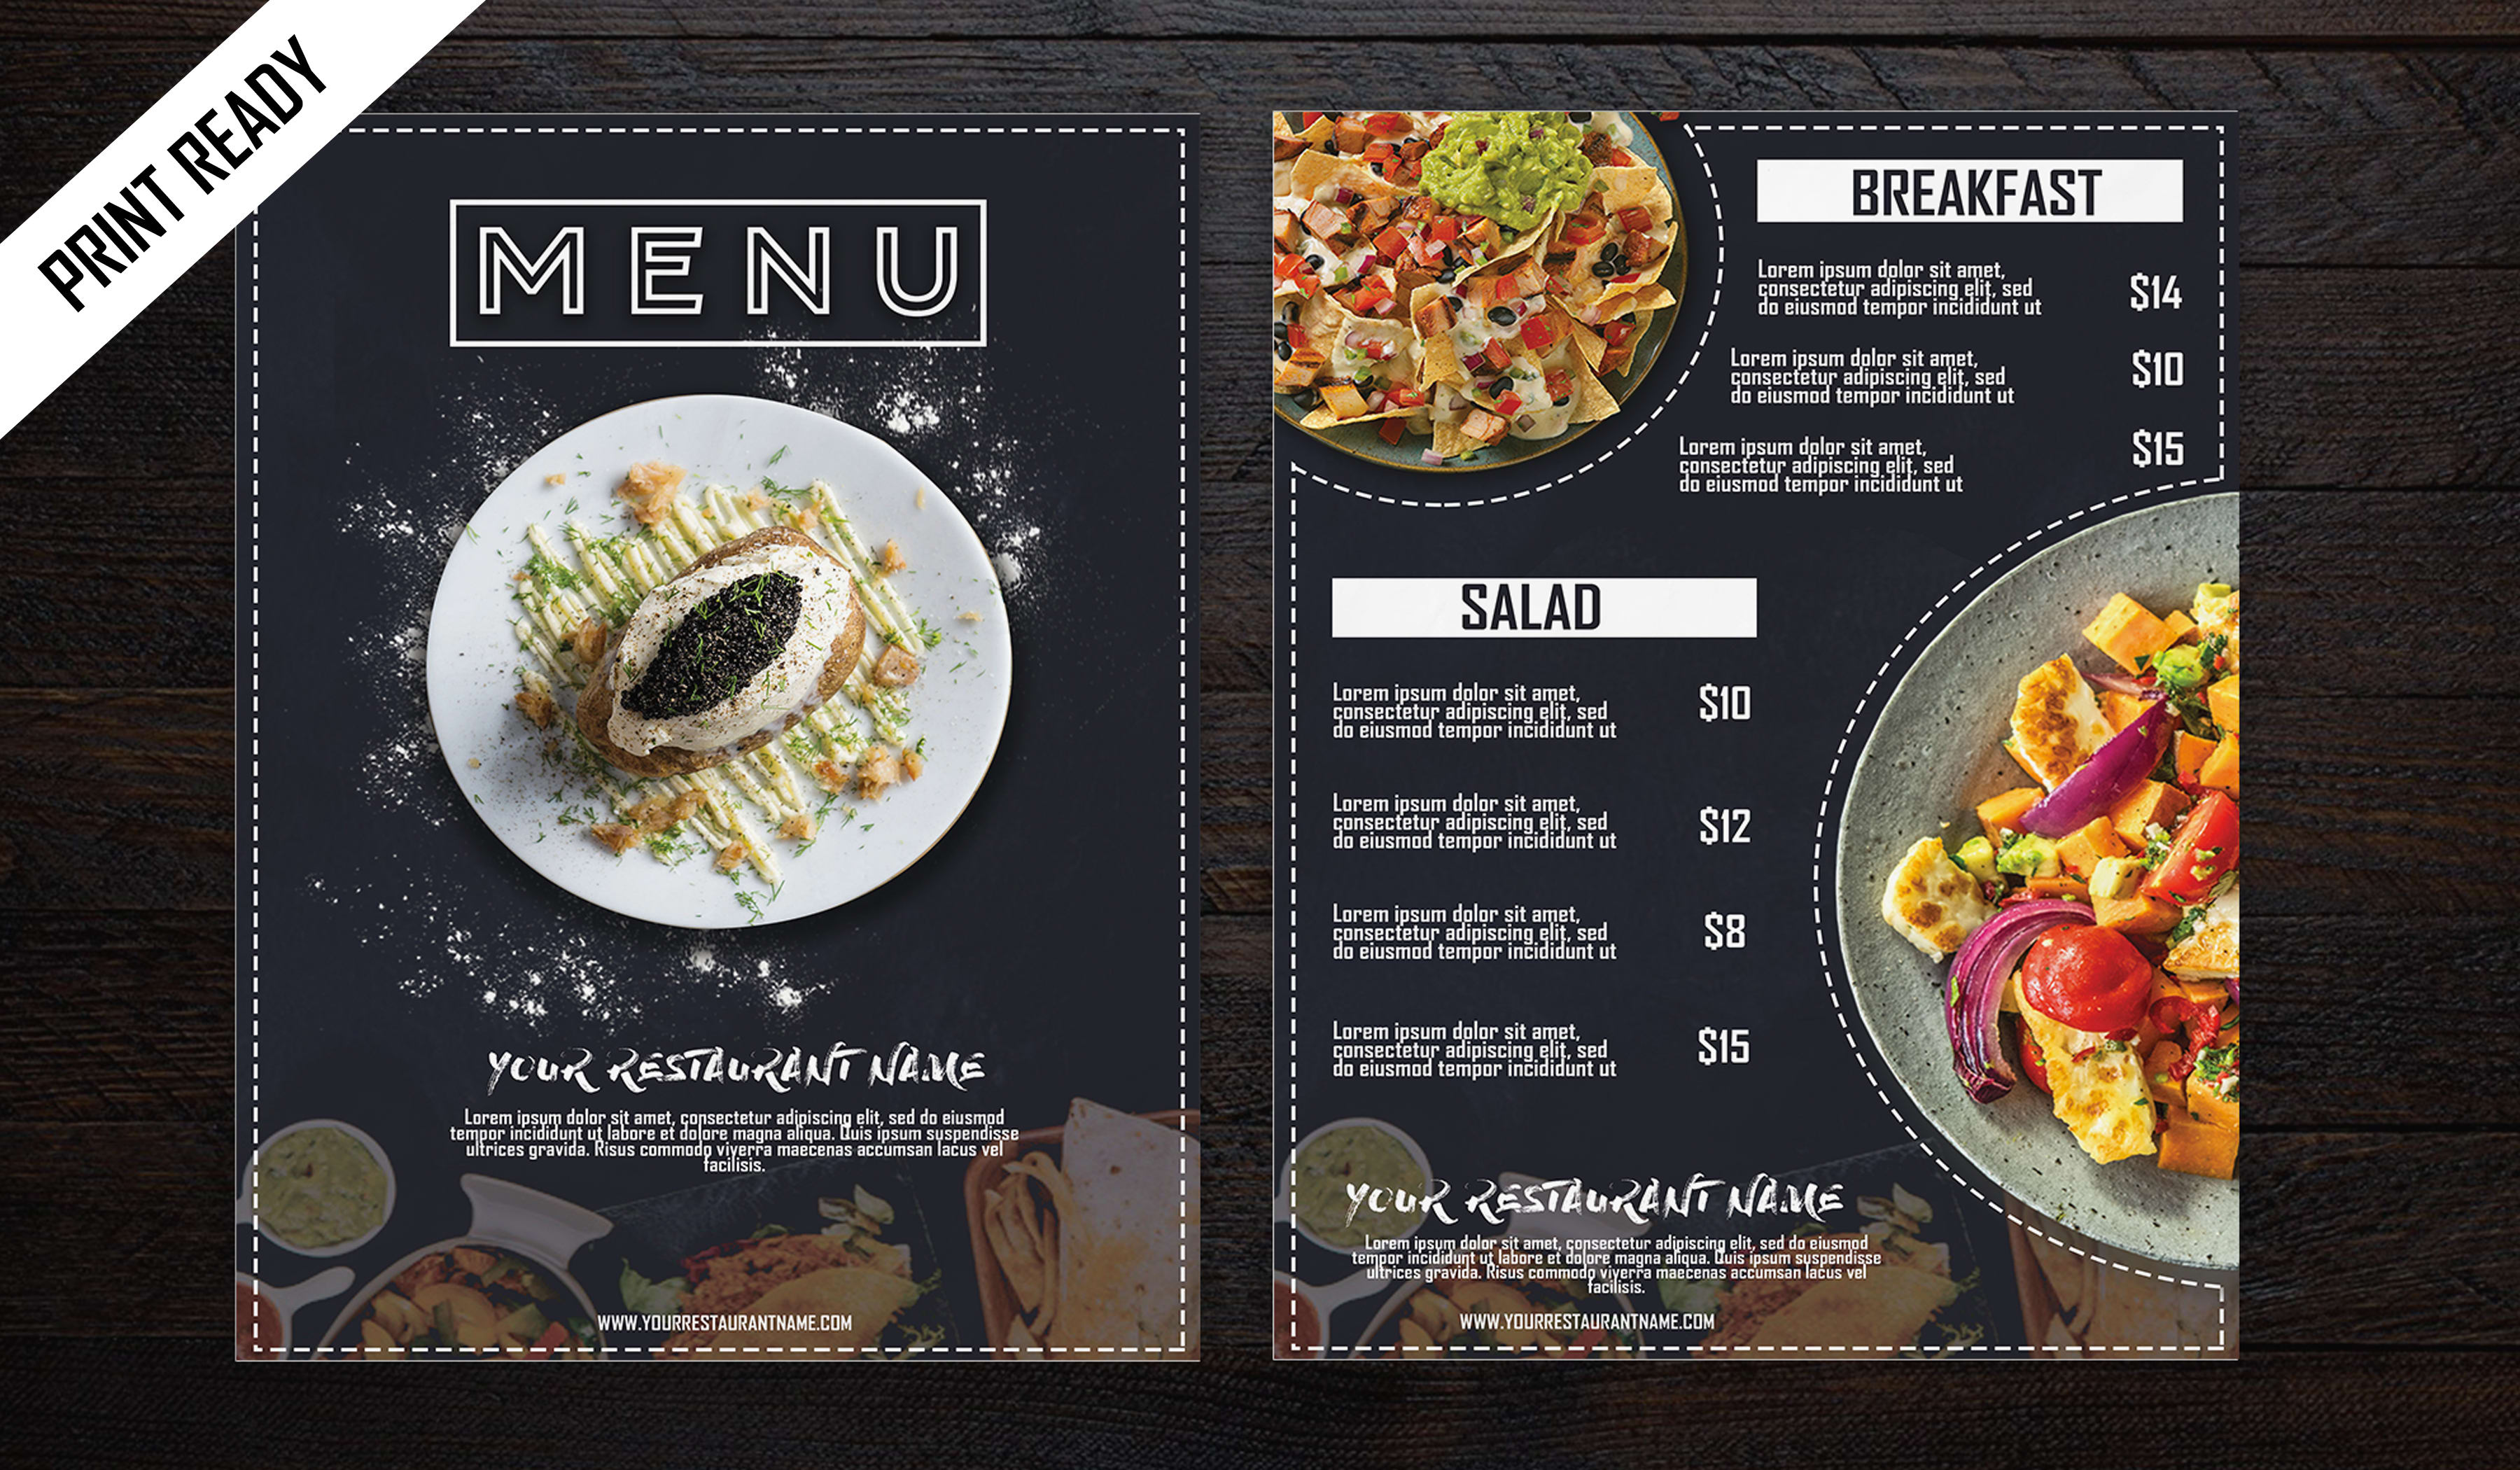 PRINT READY
MENU
YOUR RESTAURANT NAME
Lorem ipsum dolor sit amet, consectetur adipiscing elit, sed do eiusmod
tempor incididunt ut labore et dolore magna aliqua. Quis ipsum suspendisse
ultrices gravida. Risus commodo viverra maecenas accumsan lacus vel
facilisis.
WWW.YOURRESTAURANTNAME.COM
BREAKFAST
Lorem ipsum dolor sit amet,
consectetur adipiscing elit, sed
do eiusmod tempor incididunt ut
$14
Lorem ipsum dolor sit amet,
consectetur adipiscing elit, sed
do eiusmod tempor incididunt ut
$10
Lorem ipsum dolor sit amet,
consectetur adipiscing elit, sed
do eiusmod tempor incididunt ut
$15
SALAD
Lorem ipsum dolor sit amet,
consectetur adipiscing elit, sed
do eiusmod tempor incididunt ut
$10
Lorem ipsum dolor sit amet,
consectetur adipiscing elit, sed
do eiusmod tempor incididunt ut
$12
Lorem ipsum dolor sit amet,
consectetur adipiscing elit, sed
do eiusmod tempor incididunt ut
$8
Lorem ipsum dolor sit amet,
consectetur adipiscing elit, sed
do eiusmod tempor incididunt ut
$15
YOUR RESTAURANT NAME
Lorem ipsum dolor sit amet, consectetur adipiscing elit, sed do eiusmod
tempor incididunt ut labore et dolore magna aliqua. Quis ipsum suspendisse
ultrices gravida. Risus commodo viverra maecenas accumsan lacus vel
facilisis.
WWW.YOURRESTAURANTNAME.COM